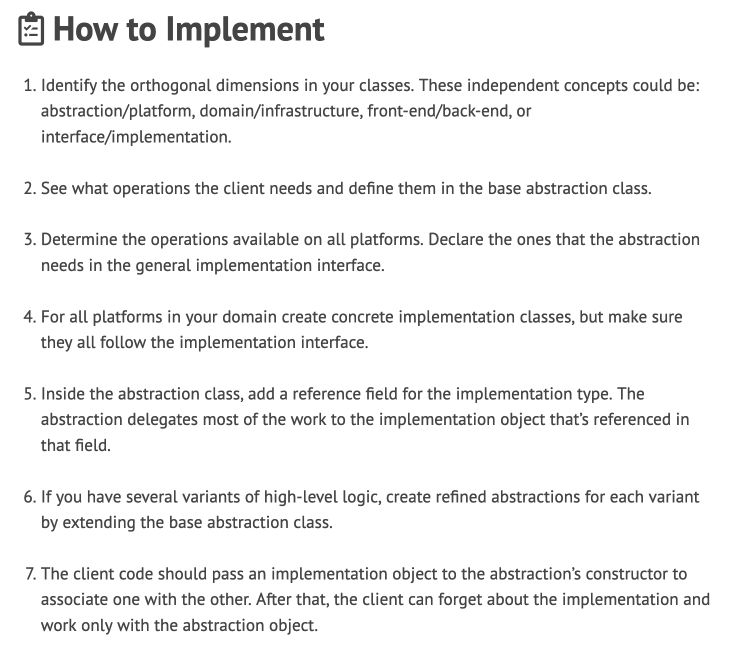 How to Implement
1. Identify the orthogonal dimensions in your classes. These independent concepts could be:
abstraction/platform, domain/infrastructure, front-end/back-end, or
interface/implementation.
2. See what operations the client needs and define them in the base abstraction class.
3. Determine the operations available on all platforms. Declare the ones that the abstraction
needs in the general implementation interface.
4. For all platforms in your domain create concrete implementation classes, but make sure
they all follow the implementation interface.
5. Inside the abstraction class, add a reference field for the implementation type. The
abstraction delegates most of the work to the implementation object that’s referenced in
that field.
6. If you have several variants of high-level logic, create refined abstractions for each variant
by extending the base abstraction class.
7. The client code should pass an implementation object to the abstraction’s constructor to
associate one with the other. After that, the client can forget about the implementation and
work only with the abstraction object.